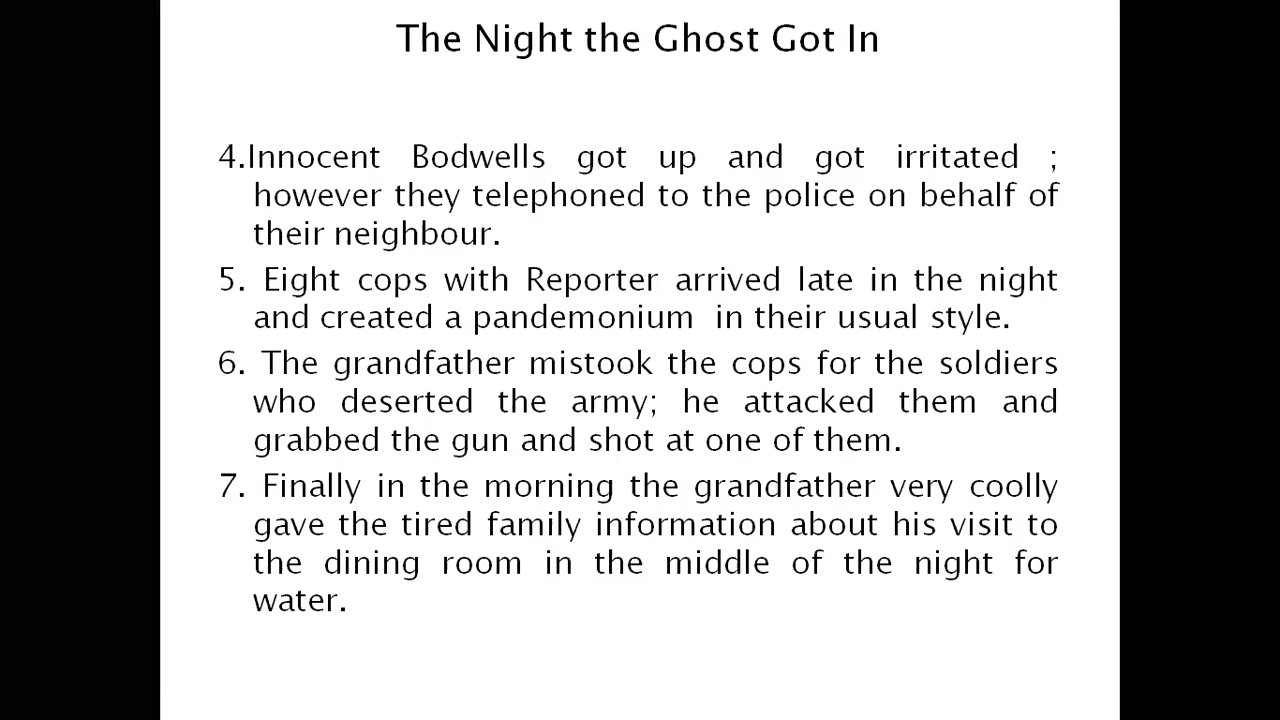 The Night the Ghost Got In
4.Innocent Bodwells got up and got irritated ;
however they telephoned to the police on behalf of
their neighbour.
5. Eight cops with Reporter arrived late in the night
and created a pandemonium in their usual style.
6. The grandfather mistook the cops for the soldiers
who deserted the army; he attacked them and
grabbed the gun and shot at one of them.
7. Finally in the morning the grandfather very coolly
gave the tired family information about his visit to
the dining room in the middle of the night for
water.